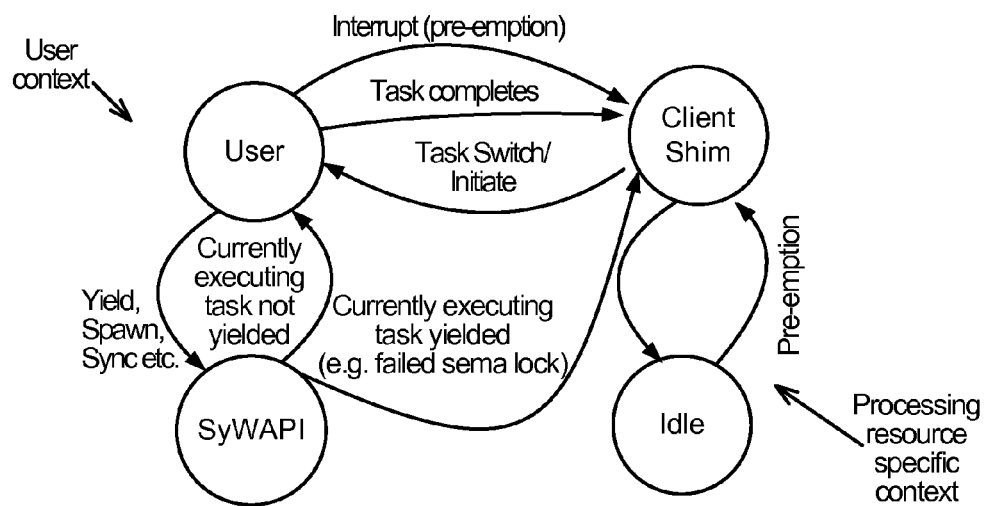 Interrupt (pre-emption)
User
context
Task completes
User
Client
Shim
Task Switch/
Initiate
Currently
executing
task not
yielded
Yield,
Spawn,
Sync etc.
Currently executing
task yielded
(e.g. failed sema lock)
Pre-emption
SyWAPI
Idle
Processing
resource
specific
context